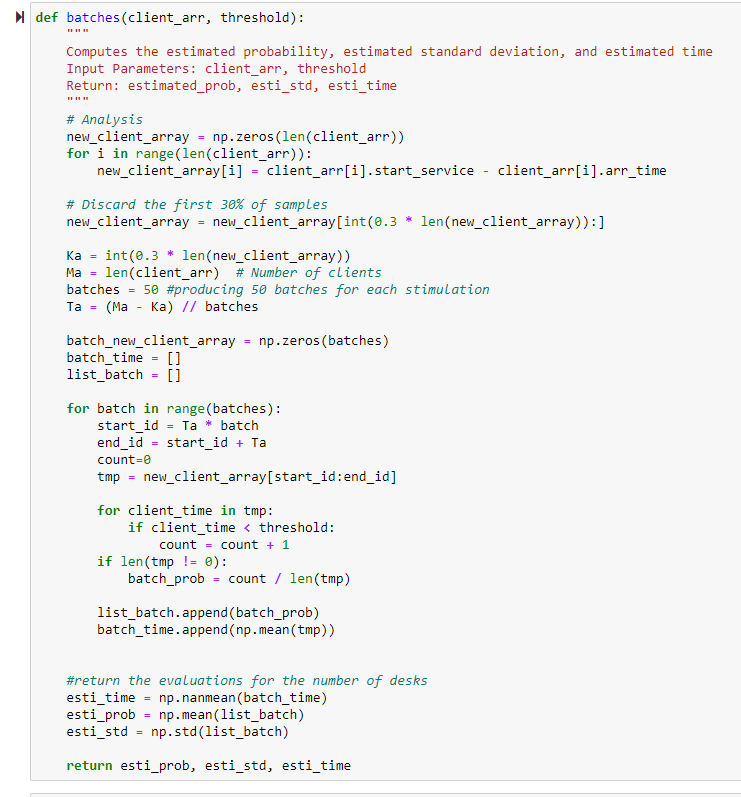 def batches(client_arr, threshold):
    """
    Computes the estimated probability, estimated standard deviation, and estimated time
    Input Parameters: client_arr, threshold
    Return: estimated_prob, esti_std, esti_time
    """
    # Analysis
    new_client_array = np.zeros(len(client_arr))
    for i in range(len(client_arr)):
        new_client_array[i] = client_arr[i].start_service - client_arr[i].arr_time
    # Discard the first 30% of samples
    new_client_array = new_client_array[int(0.3 * len(new_client_array)):]
    Ka = int(0.3 * len(new_client_array))
    Ma = len(client_arr)  # Number of clients
    batches = 50 #producing 50 batches for each stimulation
    Ta = (Ma - Ka) // batches
    batch_new_client_array = np.zeros(batches)
    batch_time = []
    list_batch = []
    for batch in range(batches):
        start_id = Ta * batch
        end_id = start_id + Ta
        count=0
        tmp = new_client_array[start_id:end_id]
        for client_time in tmp:
            if client_time < threshold:
                count = count + 1
        if len(tmp != 0):
            batch_prob = count / len(tmp)
        list_batch.append(batch_prob)
        batch_time.append(np.mean(tmp))
    #return the evaluations for the number of desks
    esti_time = np.nanmean(batch_time)
    esti_prob = np.mean(list_batch)
    esti_std = np.std(list_batch)
    return esti_prob, esti_std, esti_time